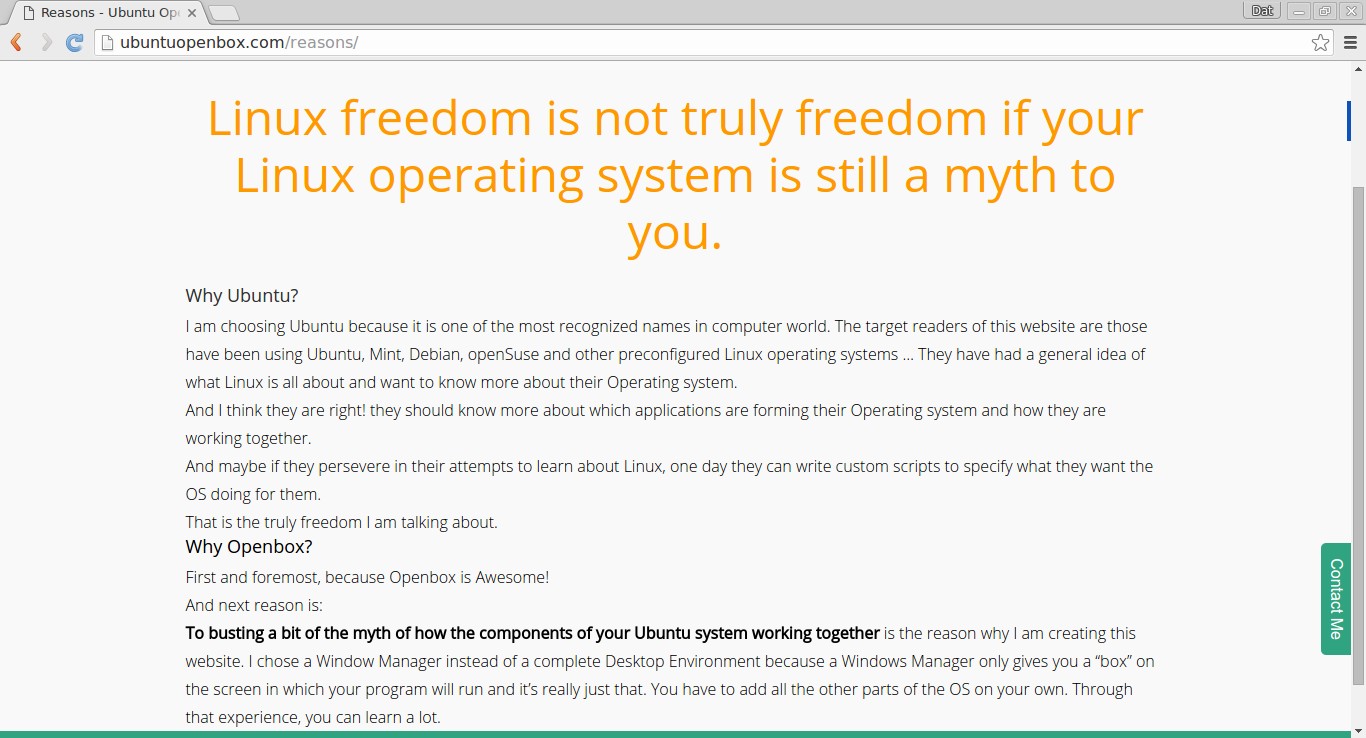 Reasons - Ubuntu Op
Dat
ubuntuopenbox.com/reasons/
Linux freedom is not truly freedom if your
Linux operating system is still a myth to
you.
Why Ubuntu?
I am choosing Ubuntu because it is one of the most recognized names in computer world. The target readers of this website are those
have been using Ubuntu, Mint, Debian, openSuse and other preconfigured Linux operating systems ... They have had a general idea of
what Linux is all about and want to know more about their Operating system.
And I think they are right! they should know more about which applications are forming their Operating system and how they are
working together.
And maybe if they persevere in their attempts to learn about Linux, one day they can write custom scripts to specify what they want the
OS doing for them.
That is the truly freedom I am talking about.
Why Openbox?
First and foremost, because Openbox is Awesome!
And next reason is:
To busting a bit of the myth of how the components of your Ubuntu system working together is the reason why I am creating this
website. I chose a Window Manager instead of a complete Desktop Environment because a Windows Manager only gives you a “box” on
the screen in which your program will run and it’s really just that. You have to add all the other parts of the OS on your own. Through
that experience, you can learn a lot.
Contact Me